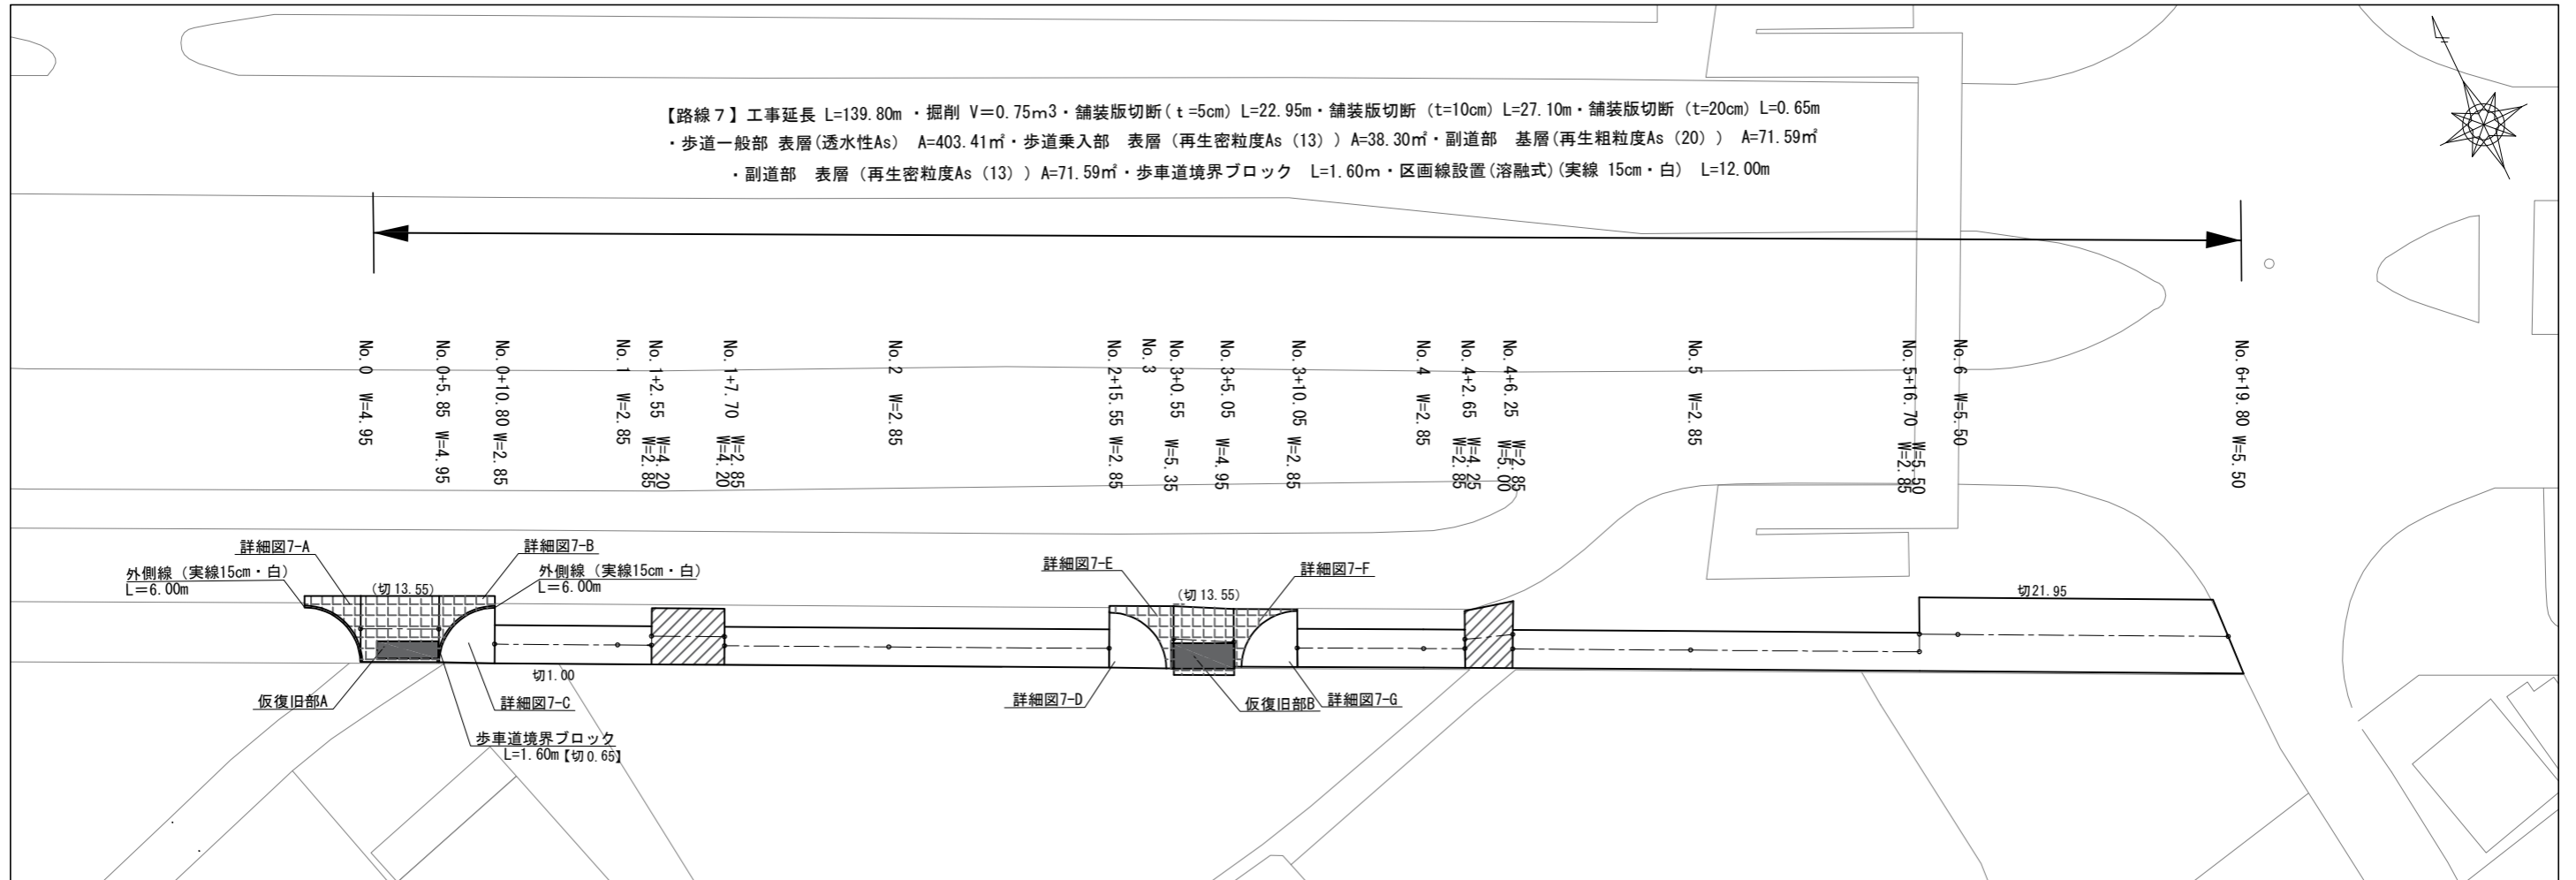 【路線７】工事延長 L=139.80m ・掘削 V＝0.75m3・舗装版切断(ｔ=5cm) L=22.95m・舗装版切断 (t=10cm) L=27.10m・舗装版切断 (t=20cm) L=0.65m
・歩道一般部 表層(透水性As)　A=403.41㎡・歩道乗入部　表層（再生密粒度As（13））A=38.30㎡・副道部　基層(再生粗粒度As（20））　A=71.59㎡
・副道部　表層（再生密粒度As（13））A=71.59㎡・歩車道境界ブロック　L=1.60ｍ・区画線設置(溶融式)(実線 15cm・白)　L=12.00m
No.0　W=4.95
No.0+5.85　W=4.95
No.0+10.80 W=2.85
No.1　W=2.85
No.1+2.55　W=4.20
W=2.85
No.1+7.70　W=2.85
W=4.20
No.2　W=2.85
No.2+15.55 W=2.85
No.3
No.3+0.55　W=5.35
No.3+5.05　W=4.95
No.3+10.05 W=2.85
No.4　W=2.85
No.4+2.65　W=4.25
W=2.85
No.4+6.25　W=2.85
W=5.00
No.5　W=2.85
No.5+16.70　W=5.50
W=2.85
No.6　W=5.50
No.6+19.80 W=5.50
詳細図7-A
外側線（実線15cm・白）
L＝6.00m
(切13.55)
詳細図7-B
外側線（実線15cm・白）
L＝6.00m
詳細図7-E
(切13.55)
詳細図7-F
切21.95
切1.00
仮復旧部A
詳細図7-C
歩車道境界ブロック
L=1.60m【切0.65】
詳細図7-D
仮復旧部B
詳細図7-G